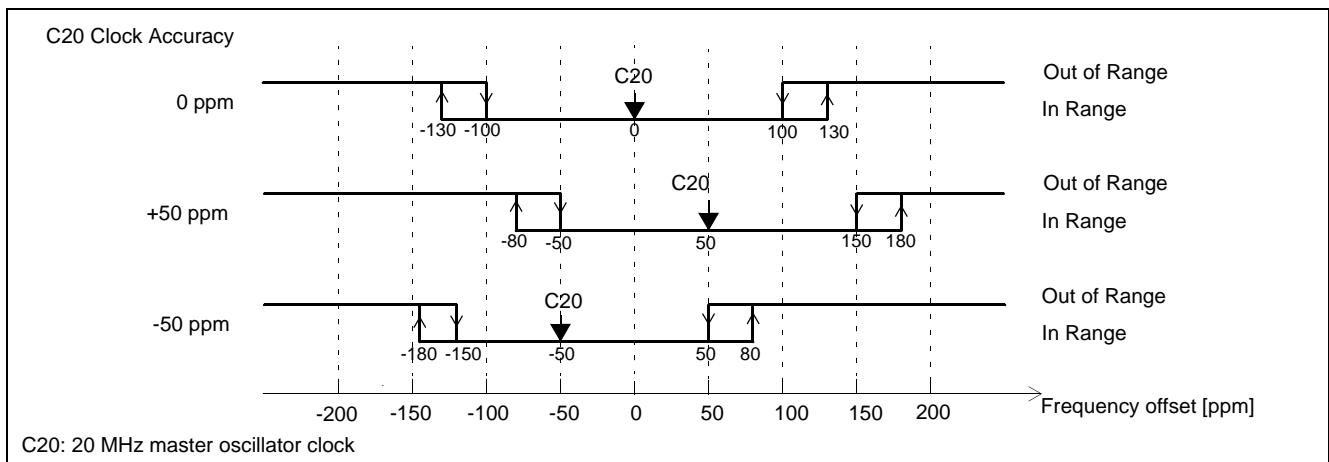 C20 Clock Accuracy
C20
Out of Range
0 ppm
In Range
-130 -100 0 100 130
C20
Out of Range
+50 ppm
In Range
-80 -50 50 150 180
C20
Out of Range
-50 ppm
In Range
-180 -150 -50 50 80
-200 -150 -100 -50 0 50 100 150 200
Frequency offset [ppm]
C20: 20 MHz master oscillator clock